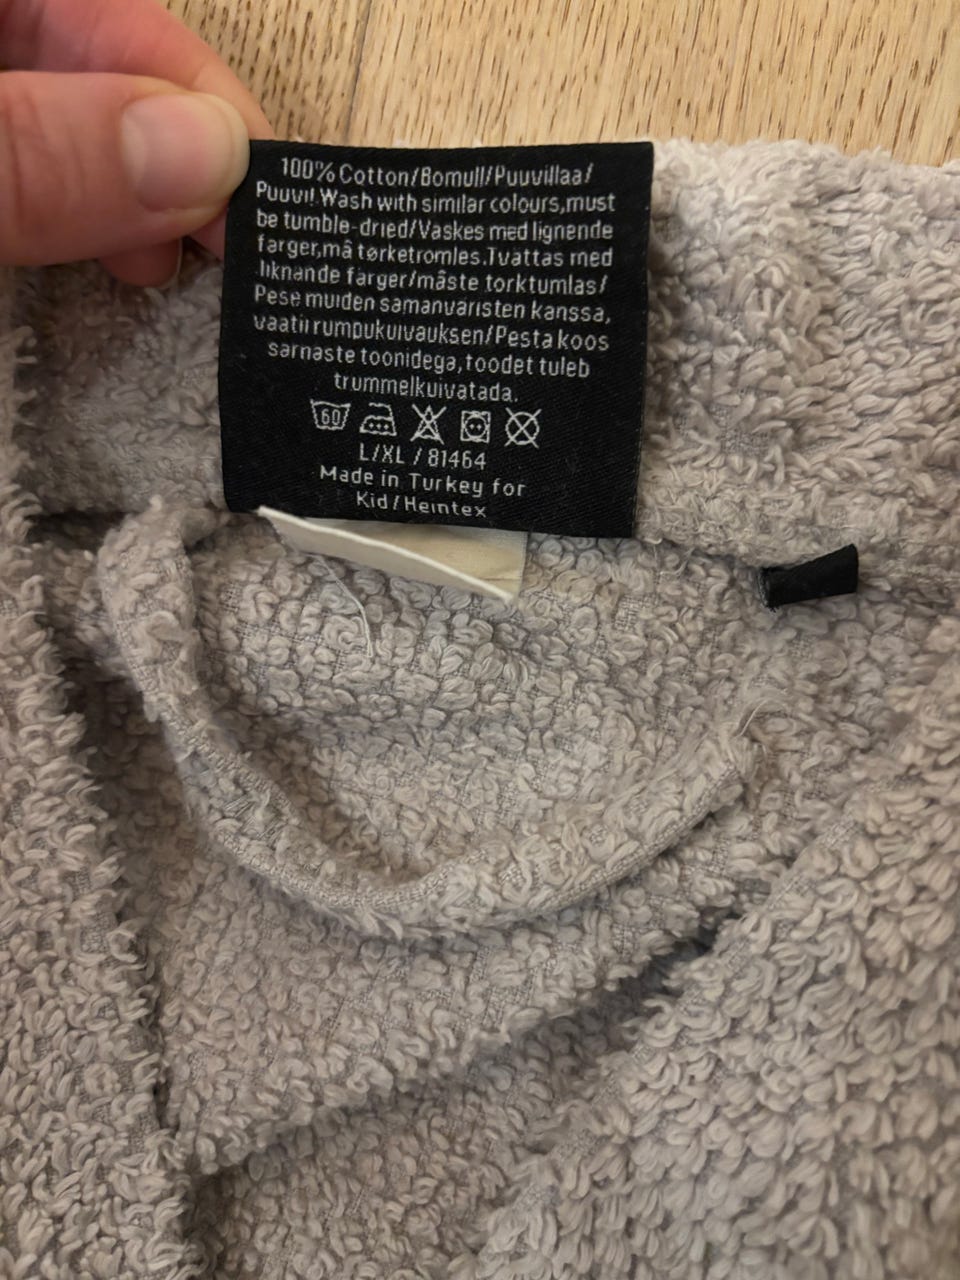 100% Cotton/Bomull/Puuvillaa/
Puuvil.Wash with similar colours,must
be tumble-dried/Vaskes med lignende
farger,må tørketromles.Tvattas med
liknande farger/måste torktumlas/
Pese muiden samanvaristen kanssa,
vaatii rumpukuivauksen/Pesta koos
sarnaste toonidega,toodet tuleb
trummelkuivatada.
60
L/XL / 81464
Made in Turkey for
Kid/Hemtex